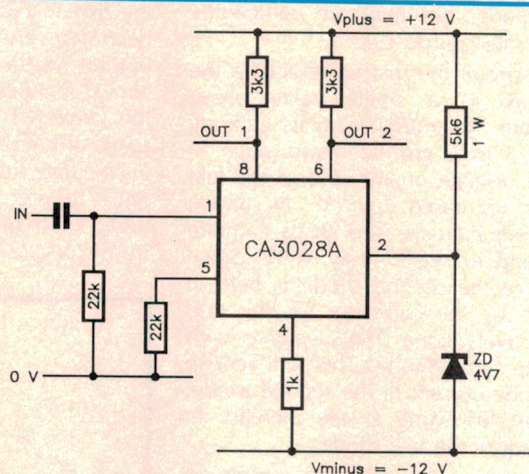 Vplus = +12 V
3k3
3k3
5k6
1 W
OUT 1
OUT 2
8
6
IN
1
2
CA3028A
5
22k
22k
4
ZD
4V7
1k
0 V
Vminus = -12 V